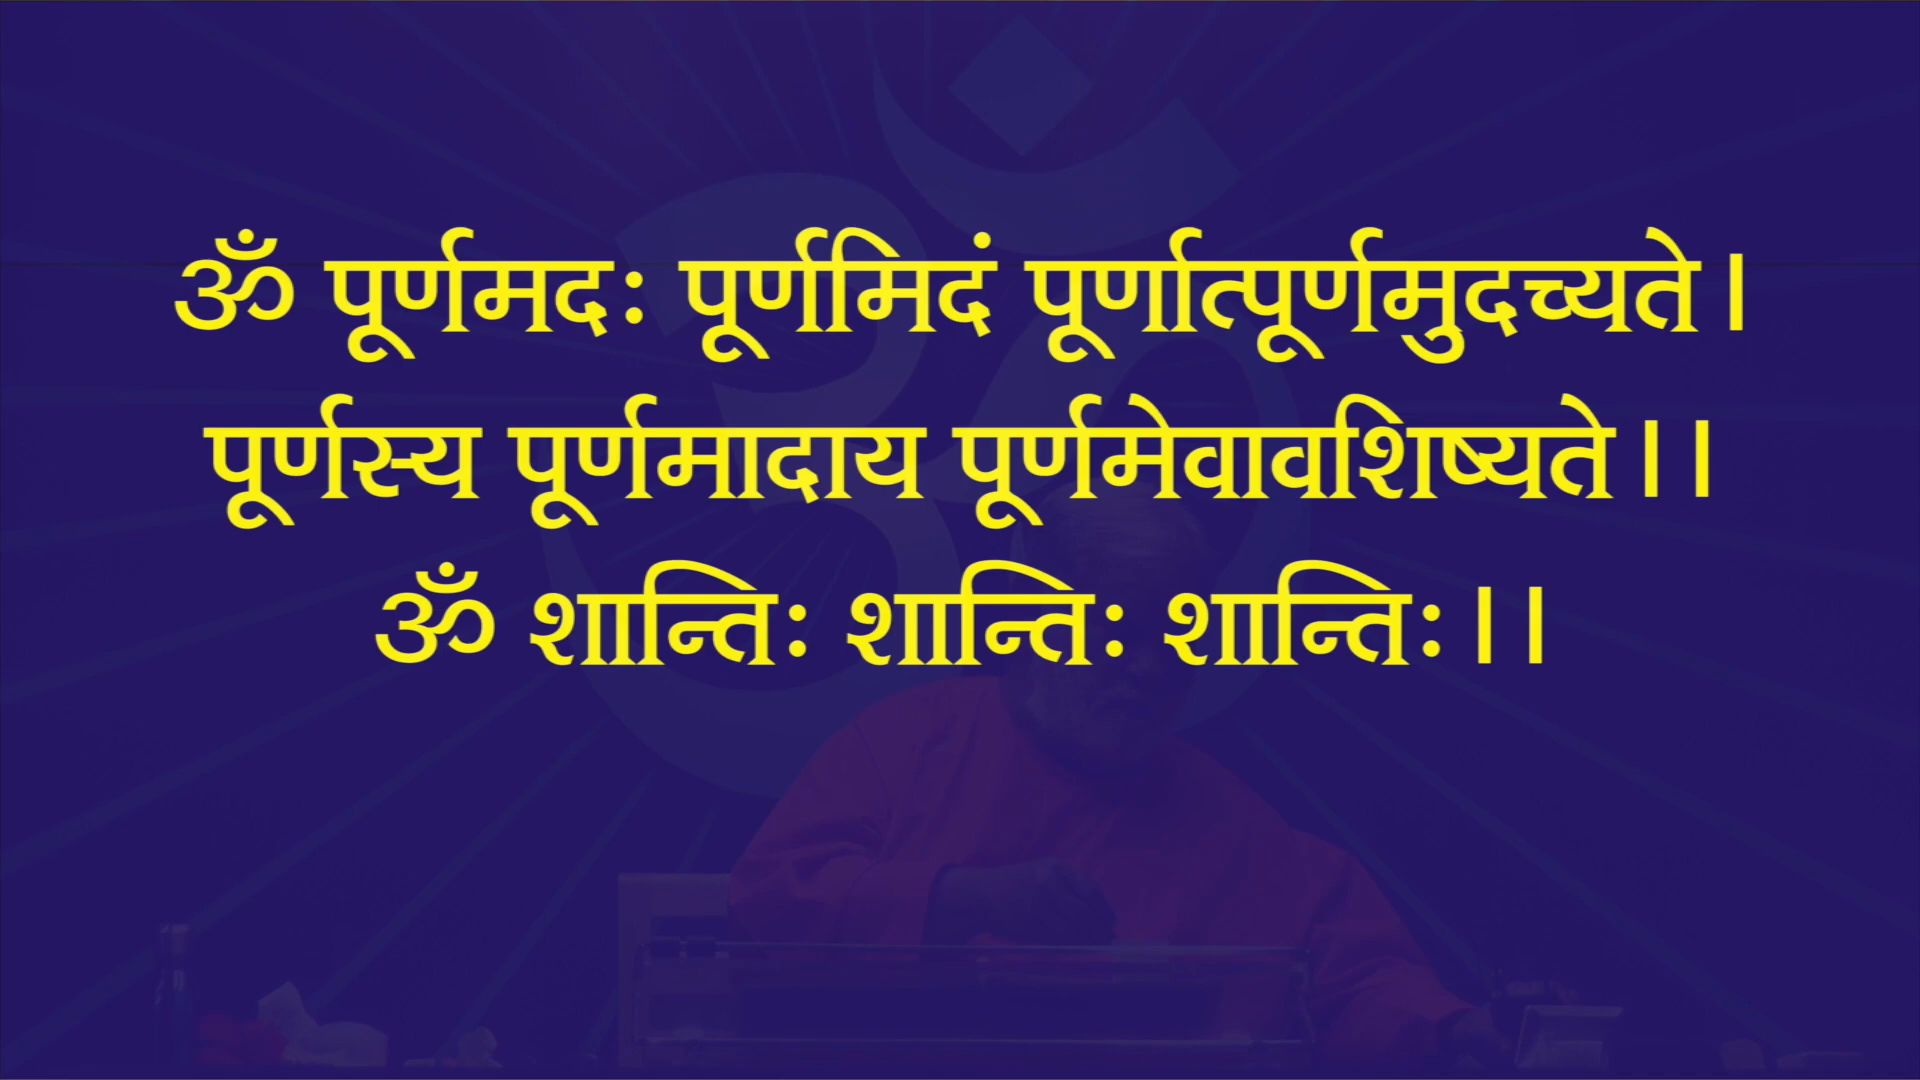 ॐ पूर्णमदः पूर्णमिदं पूर्णात्पूर्णमुदच्यते।
पूर्णस्य पूर्णमादाय पूर्णमेवावशिष्यते।।
ॐ शान्तिः शान्तिः शान्तिः।।